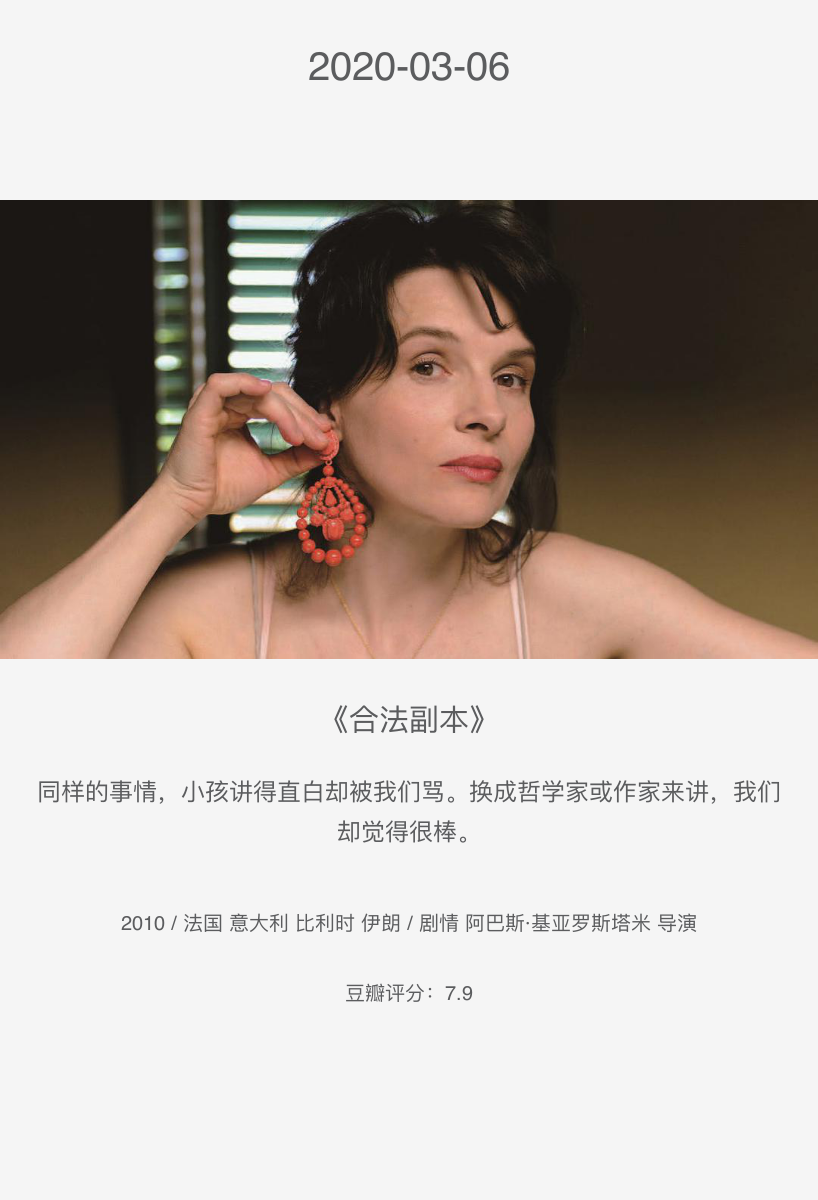 2020-03-06
《合法副本》
同样的事情，小孩讲得直白却被我们骂。换成哲学家或作家来讲，我们
却觉得很棒。
2010 / 法国 意大利 比利时 伊朗 / 剧情 阿巴斯·基亚罗斯塔米 导演
豆瓣评分：7.9